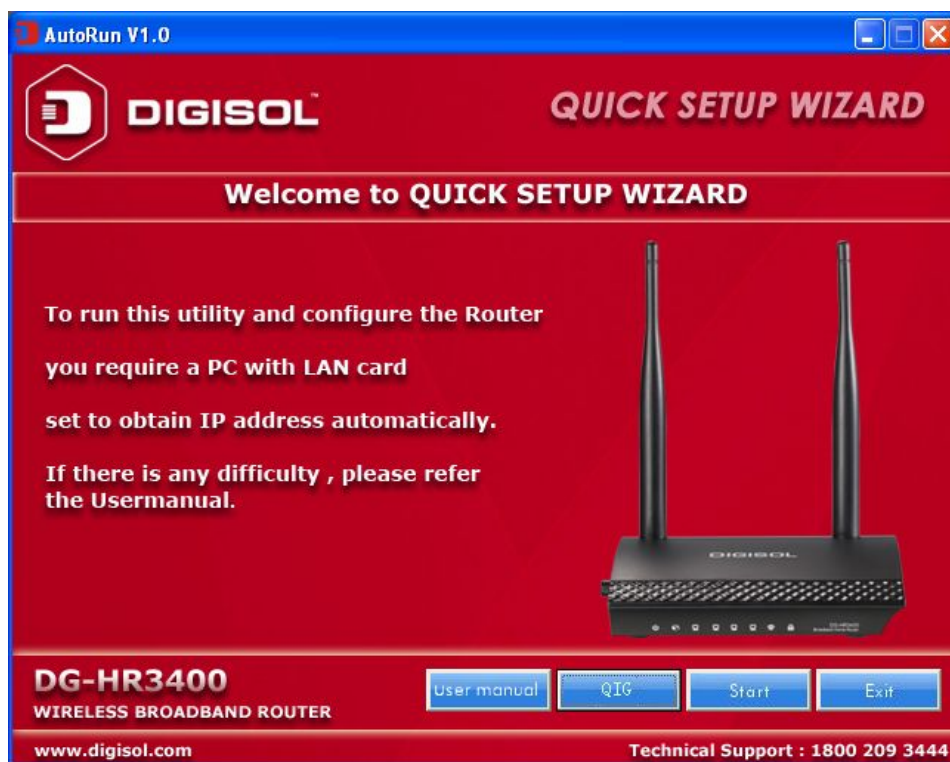 AutoRun V1.0
DIGISOL™
QUICK SETUP WIZARD
Welcome to QUICK SETUP WIZARD
To run this utility and configure the Router
you require a PC with LAN card
set to obtain IP address automatically.
If there is any difficulty , please refer
the Usermanual.
DIGISOL
DG-HR3400
WIRELESS BROADBAND ROUTER
User manual
QIG
Start
Exit
www.digisol.com
Technical Support : 1800 209 3444